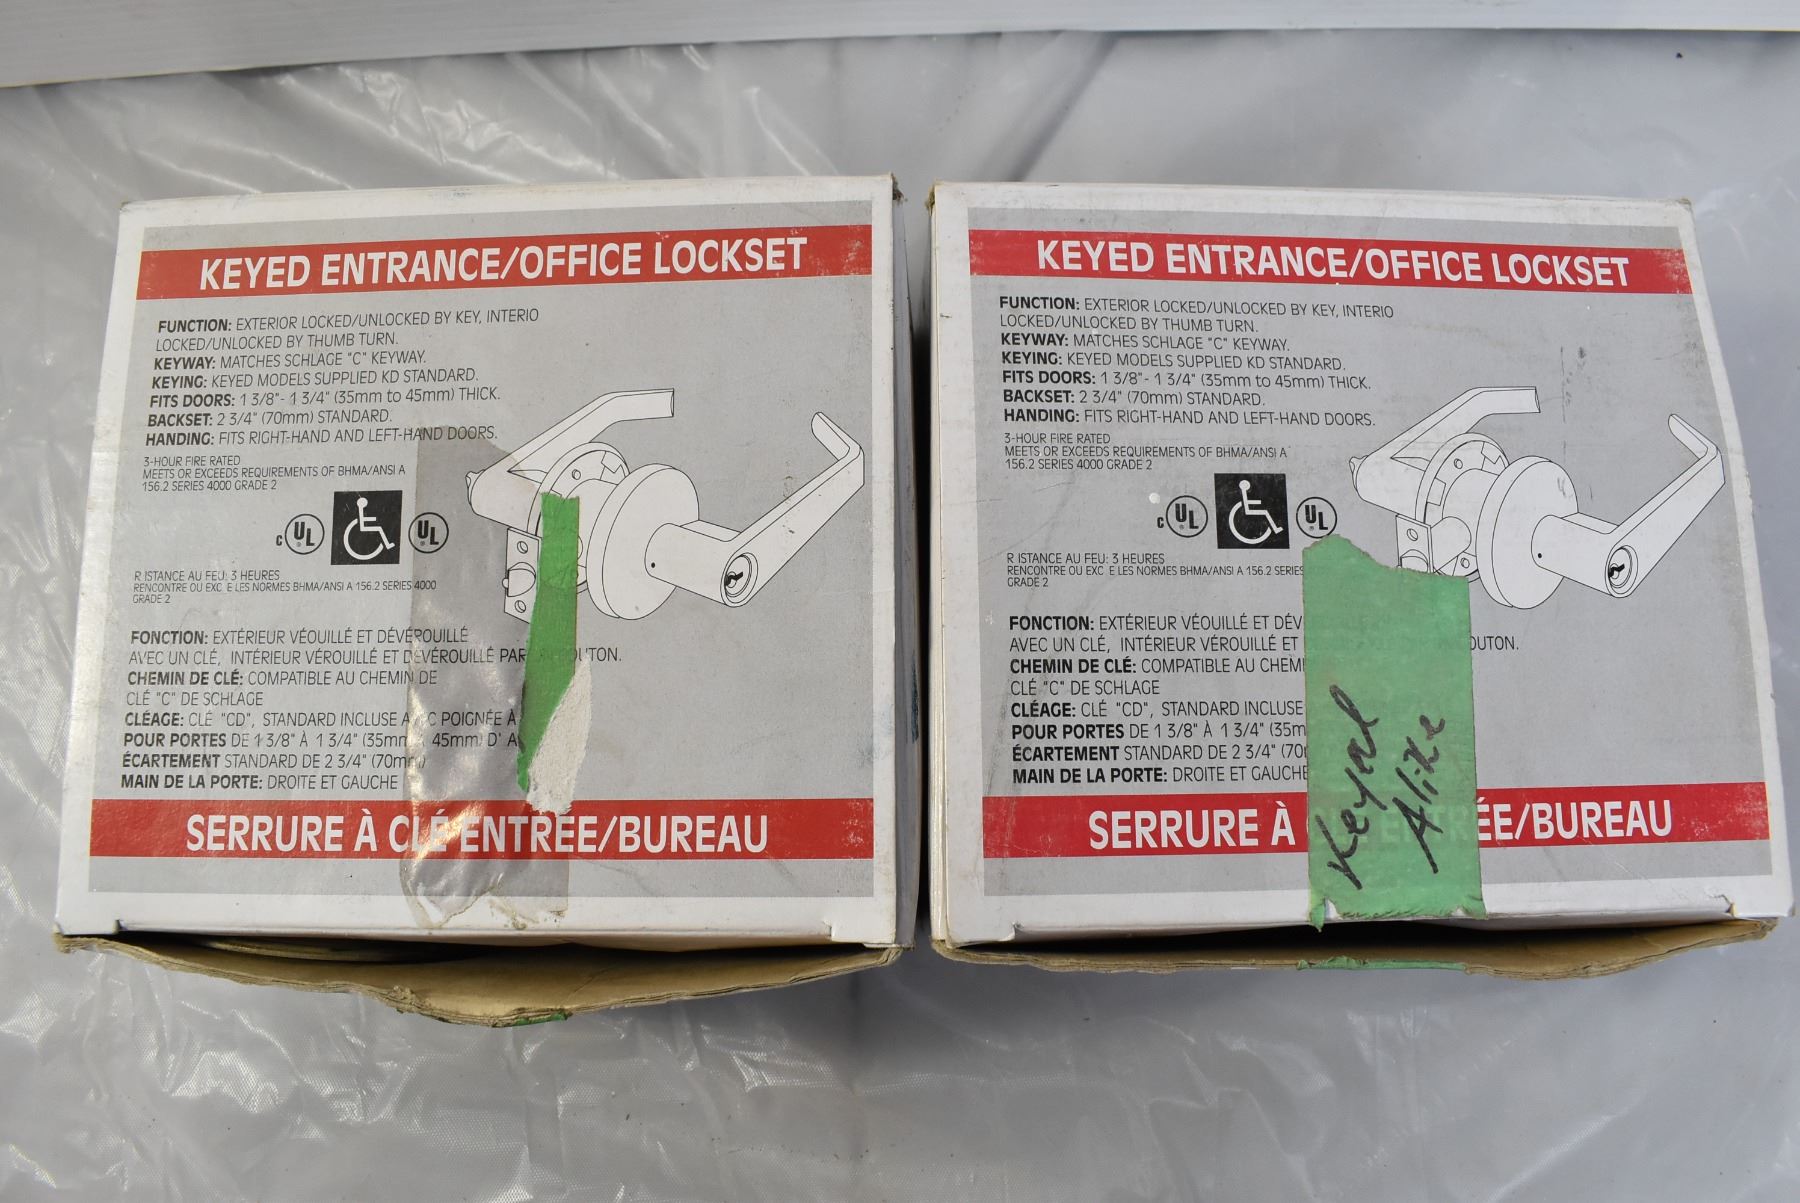 KEYED ENTRANCE/OFFICE LOCKSET
FUNCTION: EXTERIOR LOCKED/UNLOCKED BY KEY, INTERIO
LOCKED/UNLOCKED BY THUMB TURN.
KEYWAY: MATCHES SCHLAGE "C" KEYWAY.
KEYING: KEYED MODELS SUPPLIED KD STANDARD.
FITS DOORS: 1 3/8"- 1 3/4" (35mm to 45mm) THICK.
BACKSET: 2 3/4" (70mm) STANDARD.
HANDING: FITS RIGHT-HAND AND LEFT-HAND DOORS.
3-HOUR FIRE RATED
MEETS OR EXCEEDS REQUIREMENTS OF BHMA/ANSI A
156.2 SERIES 4000 GRADE 2
c UL UL
R ISTANCE AU FEU: 3 HEURES
RENCONTRE OU EXC E LES NORMES BHMA/ANSI A 156.2 SERIES 4000
GRADE 2
FONCTION: EXTÉRIEUR VÉOUILLÉ ET DÉVÉROUILLÉ
AVEC UN CLÉ, INTÉRIEUR VÉROUILLÉ ET DEVÉROUILLÉ PAR UTON.
CHEMIN DE CLÉ: COMPATIBLE AU CHEMIN DE
CLÉ "C" DE SCHLAGE
CLÉAGE: CLÉ "CD", STANDARD INCLUSE A C POIGNÉE A
POUR PORTES DE 1 3/8" À 1 3/4" (35mm 45mm) D' A
ÉCARTEMENT STANDARD DE 2 3/4" (70mm)
MAIN DE LA PORTE: DROITE ET GAUCHE
SERRURE À CLÉ ENTRÉE/BUREAU
KEYED ENTRANCE/OFFICE LOCKSET
FUNCTION: EXTERIOR LOCKED/UNLOCKED BY KEY, INTERIO
LOCKED/UNLOCKED BY THUMB TURN.
KEYWAY: MATCHES SCHLAGE "C" KEYWAY.
KEYING: KEYED MODELS SUPPLIED KD STANDARD.
FITS DOORS: 1 3/8"- 1 3/4" (35mm to 45mm) THICK.
BACKSET: 2 3/4" (70mm) STANDARD.
HANDING: FITS RIGHT-HAND AND LEFT-HAND DOORS.
3-HOUR FIRE RATED
MEETS OR EXCEEDS REQUIREMENTS OF BHMA/ANSI A
156.2 SERIES 4000 GRADE 2
c UL UL
R ISTANCE AU FEU: 3 HEURES
RENCONTRE OU EXC E LES NORMES BHMA/ANSI A 156.2 SERIES
GRADE 2
FONCTION: EXTÉRIEUR VÉOUILLÉ ET DÉV
AVEC UN CLÉ, INTÉRIEUR VÉROUILLÉ ET OUTON.
CHEMIN DE CLÉ: COMPATIBLE AU CHEMI
CLÉ "C" DE SCHLAGE
CLÉAGE: CLÉ "CD", STANDARD INCLUSE
POUR PORTES DE 1 3/8" À 1 3/4" (35m
ÉCARTEMENT STANDARD DE 2 3/4" (70
MAIN DE LA PORTE: DROITE ET GAUCHE
SERRURE À ÉE/BUREAU
Keyed
Alike